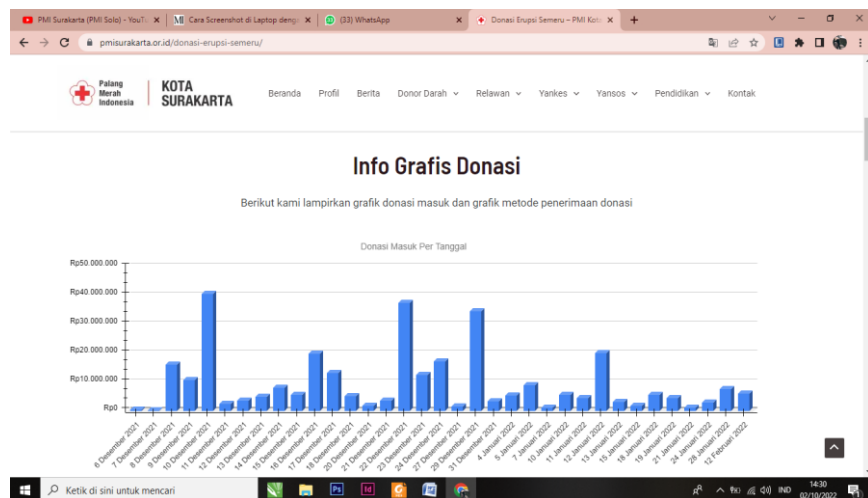 PMI Surakarta (PMI Solo) - YouTu
Cara Screenshot di Laptop deng
(33) WhatsApp
Donasi Erupsi Semeru – PMI Kota
pmisurakarta.or.id/donasi-erupsi-semeru/
Palang
Merah
Indonesia
KOTA
SURAKARTA
Beranda
Profil
Berita
Donor Darah
Relawan
Yankes
Yansos
Pendidikan
Kontak
Info Grafis Donasi
Berikut kami lampirkan grafik donasi masuk dan grafik metode penerimaan donasi
Donasi Masuk Per Tanggal
Rp50.000.000
Rp40.000.000
Rp30.000.000
Rp20.000.000
Rp10.000.000
Rp0
6 Desember 2021
7 Desember 2021
8 Desember 2021
9 Desember 2021
10 Desember 2021
11 Desember 2021
12 Desember 2021
13 Desember 2021
14 Desember 2021
15 Desember 2021
16 Desember 2021
17 Desember 2021
18 Desember 2021
20 Desember 2021
21 Desember 2021
22 Desember 2021
23 Desember 2021
24 Desember 2021
27 Desember 2021
29 Desember 2021
31 Desember 2021
4 Januari 2022
5 Januari 2022
7 Januari 2022
10 Januari 2022
11 Januari 2022
12 Januari 2022
13 Januari 2022
15 Januari 2022
18 Januari 2022
19 Januari 2022
21 Januari 2022
24 Januari 2022
28 Januari 2022
12 Februari 2022
Ketik di sini untuk mencari
Ps
Id
IND
14:30
02/10/2022